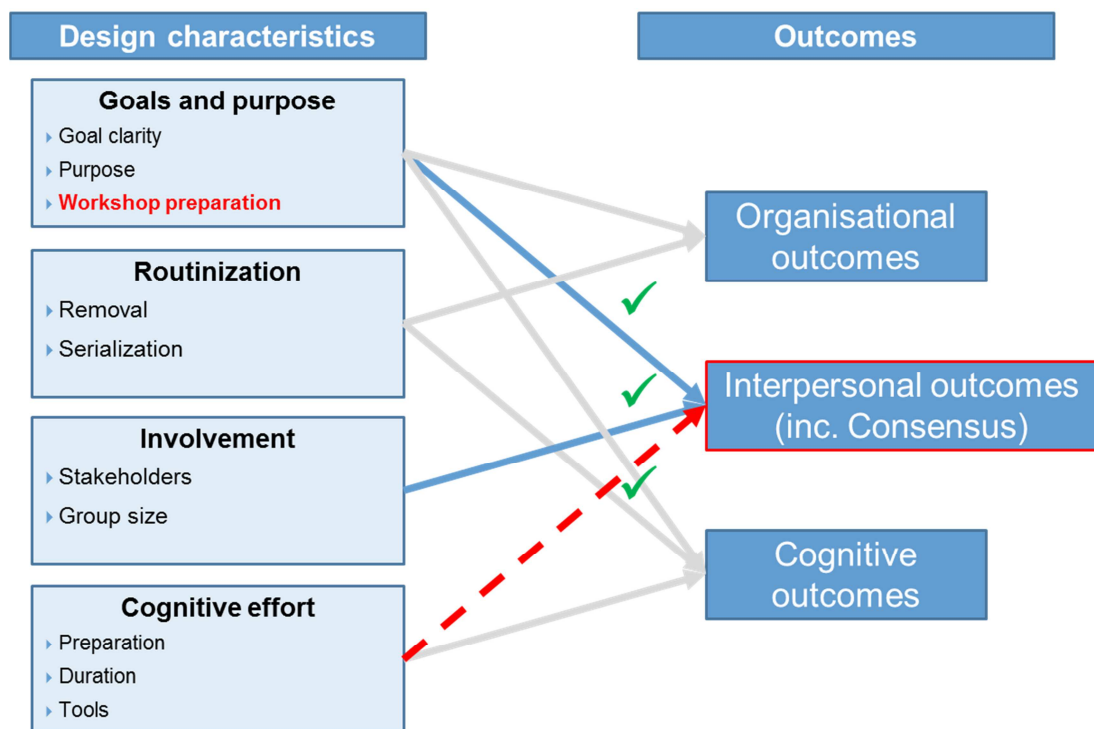 Design characteristics
Outcomes
Goals and purpose
Goal clarity
Purpose
Workshop preparation
Routinization
Removal
Serialization
Involvement
Stakeholders
Group size
Cognitive effort
Preparation
Duration
Tools
Organisational
outcomes
Interpersonal outcomes
(inc. Consensus)
Cognitive
outcomes